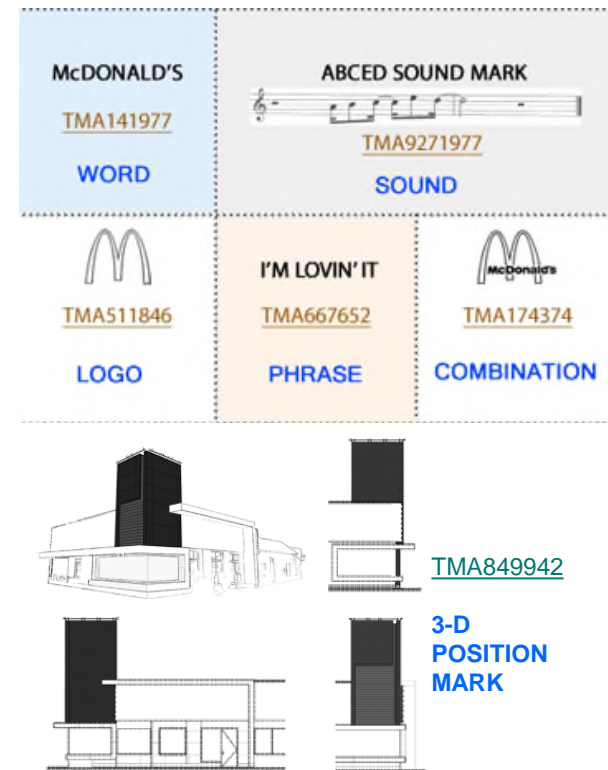 McDONALD'S
TMA141977
WORD
ABCED SOUND MARK
TMA9271977
SOUND
TMA511846
LOGO
I'M LOVIN' IT
TMA667652
PHRASE
McDonald's
TMA174374
COMBINATION
TMA849942
3-D
POSITION
MARK